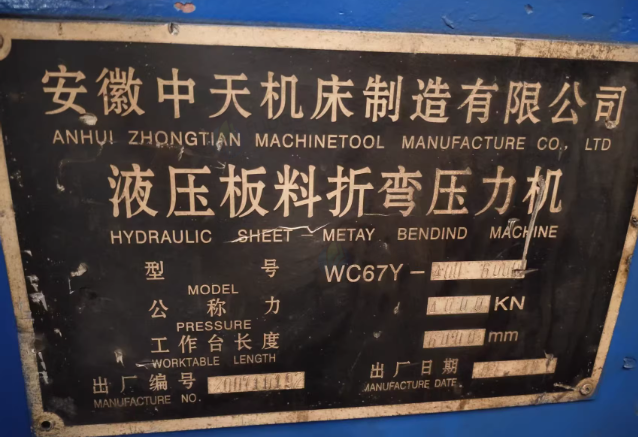 安徽中天机床制造有限公司
ANHUI ZHONGTIAN MACHINETOOL MANUFACTURE CO., LTD
液压板料折弯压力机
HYDRAULIC SHEET METAY BENDIND MACHINE
型号 WC67Y-
MODEL
公称力 KN
PRESSURE
工作台长度 mm
WORKTABLE LENGTH
出厂编号 出厂日期
MANUFACTURE NO. MANUFACTURE DATE.